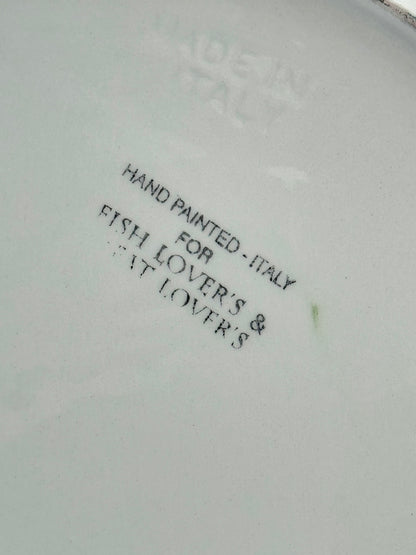 MADE IN
ITALY
HAND PAINTED - ITALY
FOR
FISH LOVER'S &
LOVER'S